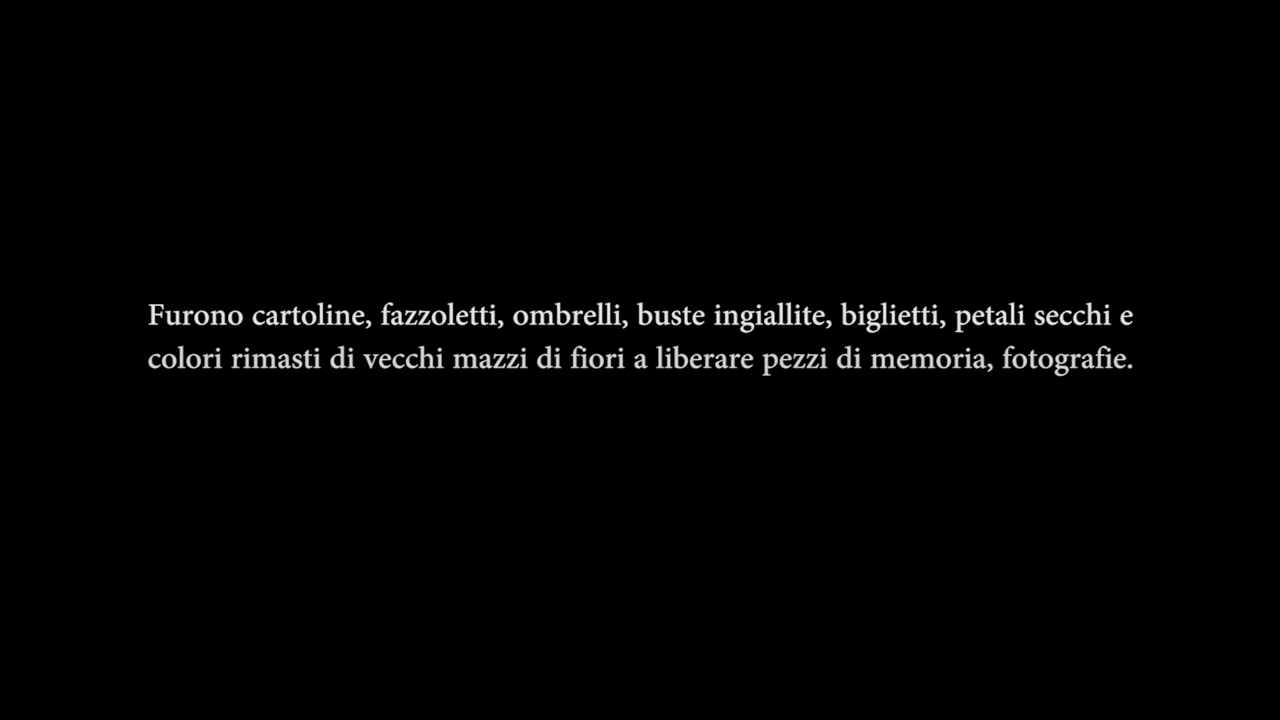 Furono cartoline, fazzoletti, ombrelli, buste ingiallite, biglietti, petali secchi e
colori rimasti di vecchi mazzi di fiori a liberare pezzi di memoria, fotografie.